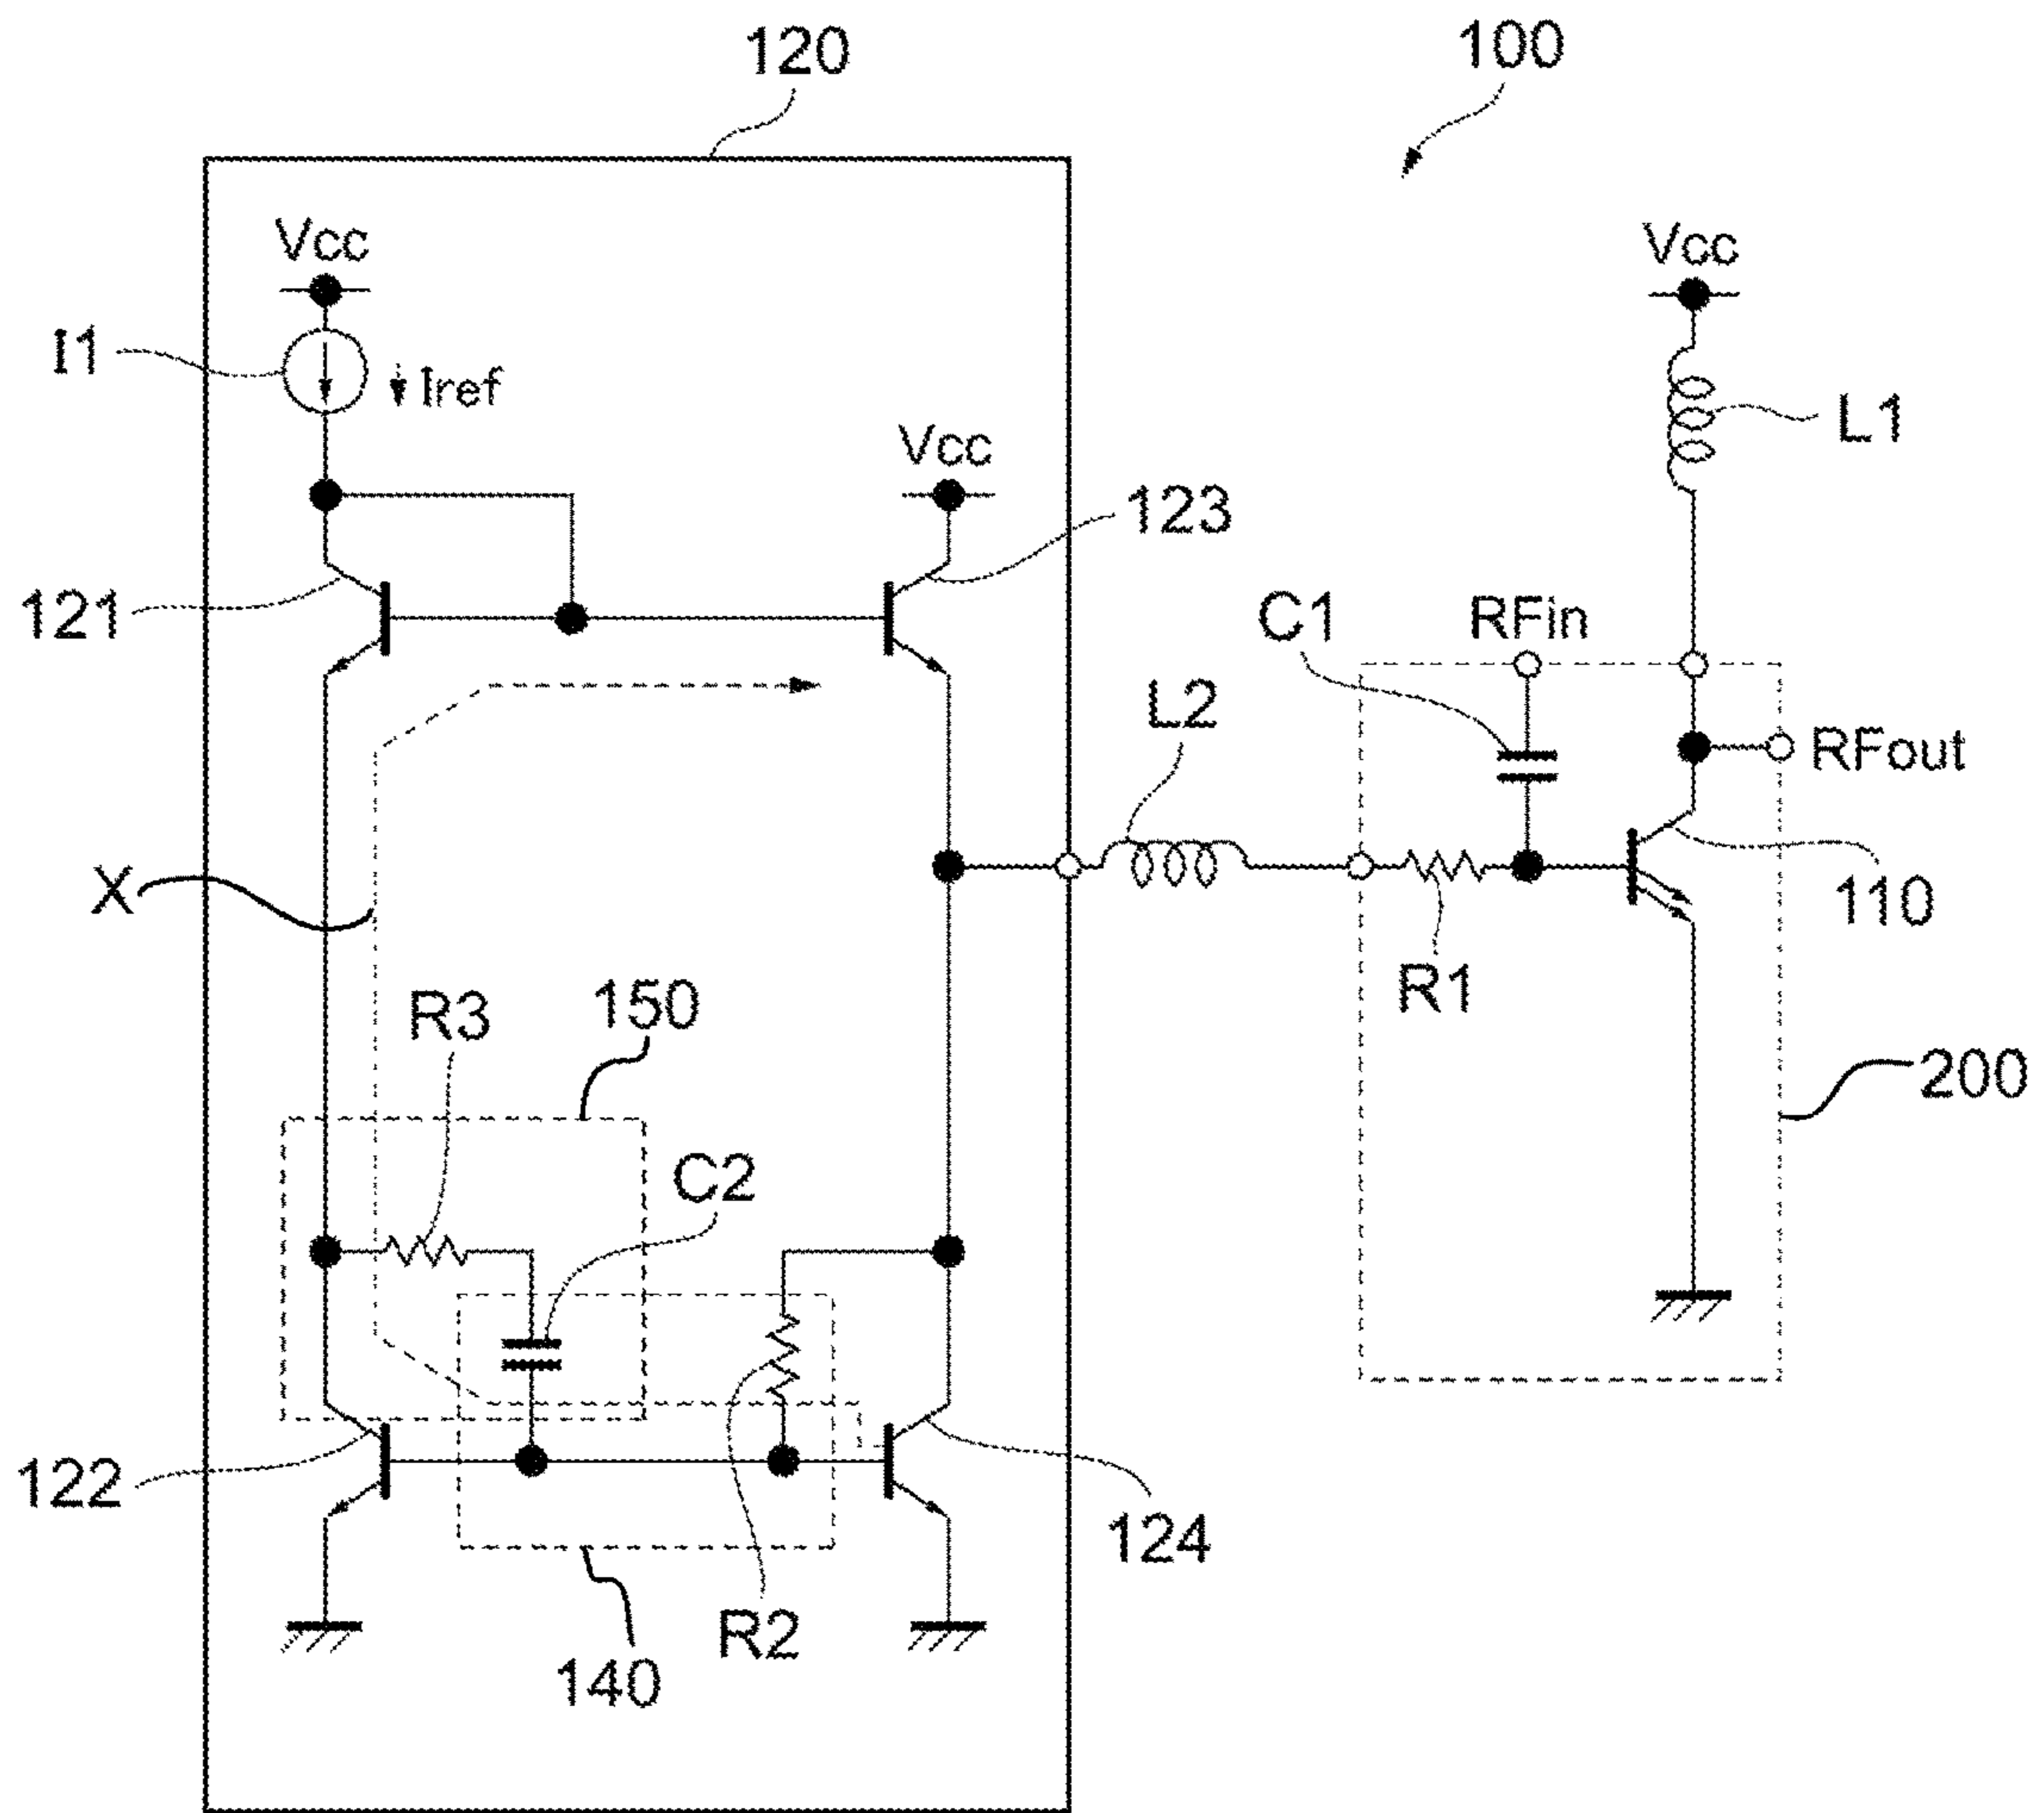 120
100
Vcc
Vcc
I1
Iref
L1
Vcc
123
121
C1
RFin
L2
RFout
X
110
R1
150
R3
200
C2
122
124
R2
140